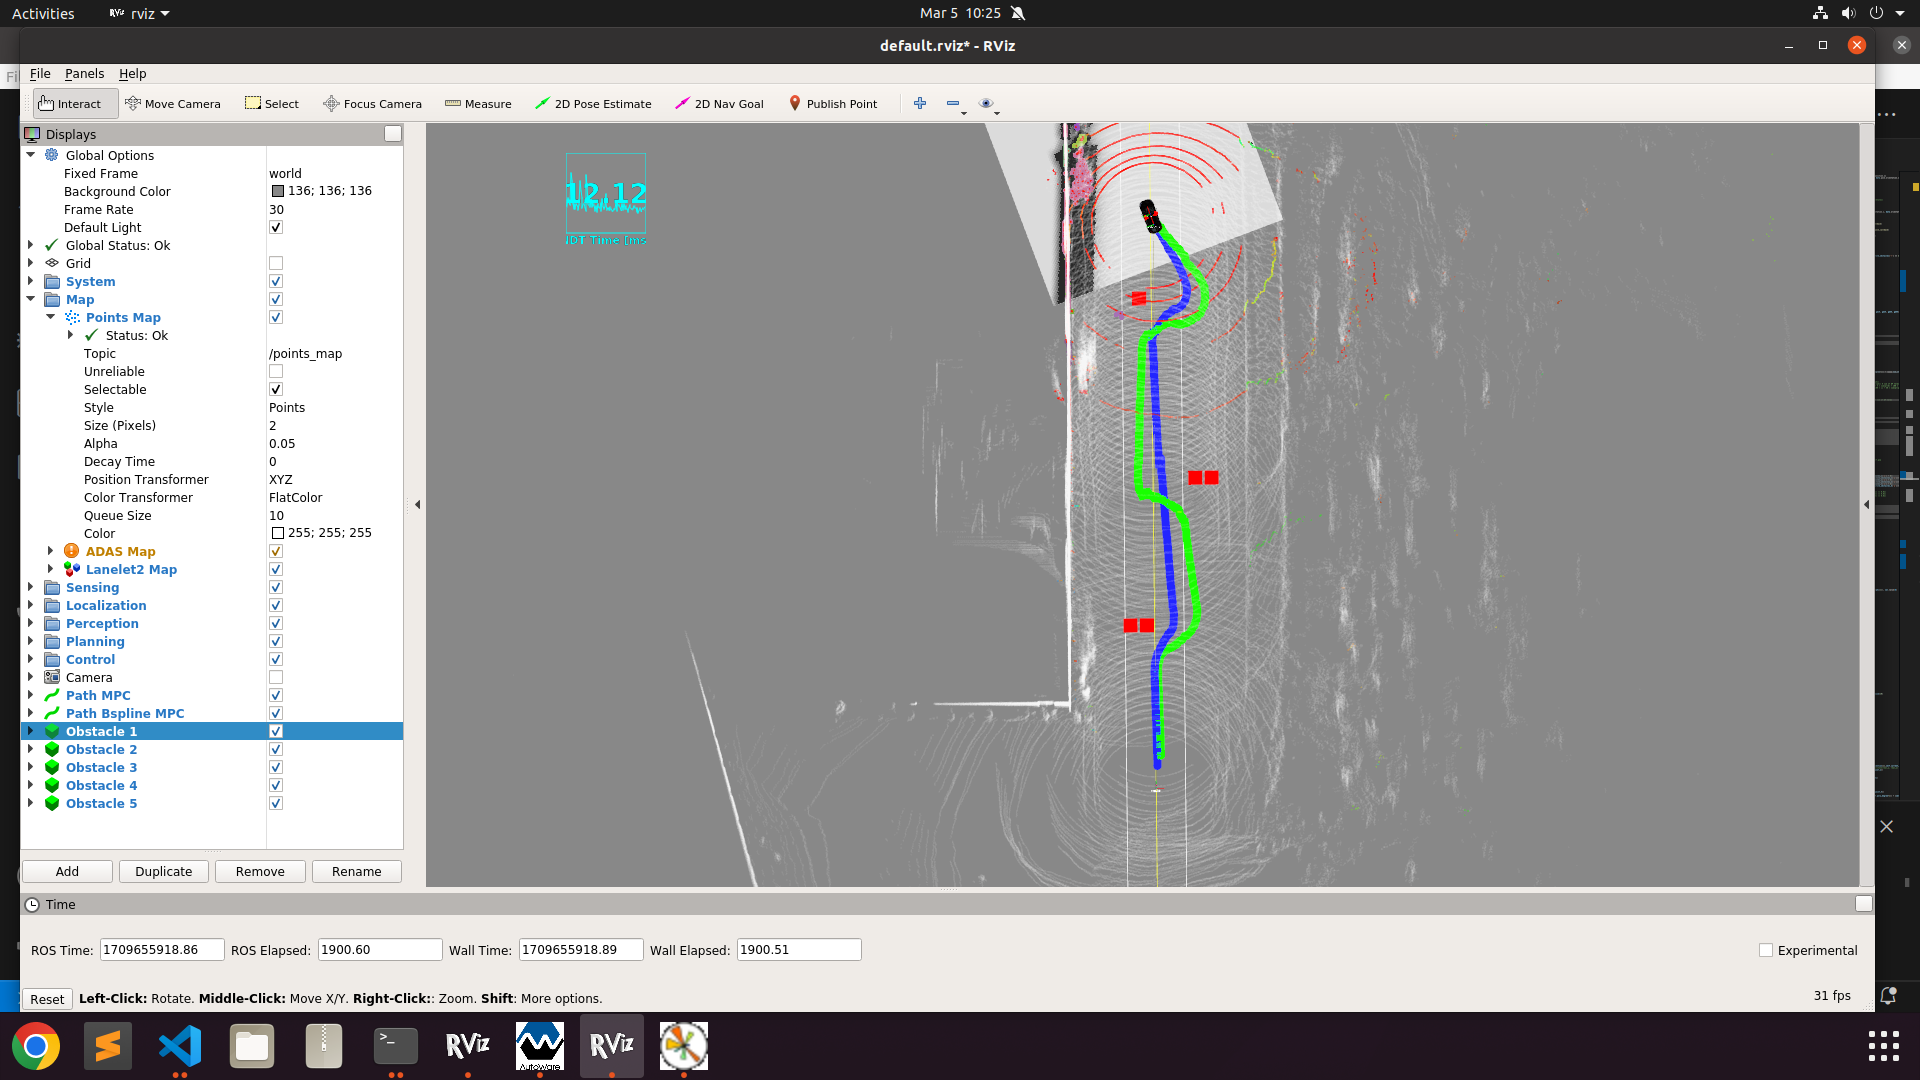 Activities
rviz
Mar 5 10:25
default.rviz* - RViz
File Panels Help
Interact Move Camera Select Focus Camera Measure 2D Pose Estimate 2D Nav Goal Publish Point
Displays
Global Options
Fixed Frame world
Background Color 136; 136; 136
Frame Rate 30
Default Light
Global Status: Ok
Grid
System
Map
Points Map
Status: Ok
Topic /points_map
Unreliable
Selectable
Style Points
Size (Pixels) 2
Alpha 0.05
Decay Time 0
Position Transformer XYZ
Color Transformer FlatColor
Queue Size 10
Color 255; 255; 255
ADAS Map
Lanelet2 Map
Sensing
Localization
Perception
Planning
Control
Camera
Path MPC
Path Bspline MPC
Obstacle 1
Obstacle 2
Obstacle 3
Obstacle 4
Obstacle 5
Add Duplicate Remove Rename
12.12
NDT Time [ms
Time
ROS Time: 1709655918.86 ROS Elapsed: 1900.60 Wall Time: 1709655918.89 Wall Elapsed: 1900.51 Experimental
Reset Left-Click: Rotate. Middle-Click: Move X/Y. Right-Click:: Zoom. Shift: More options. 31 fps
RViz
AutoWare
RViz